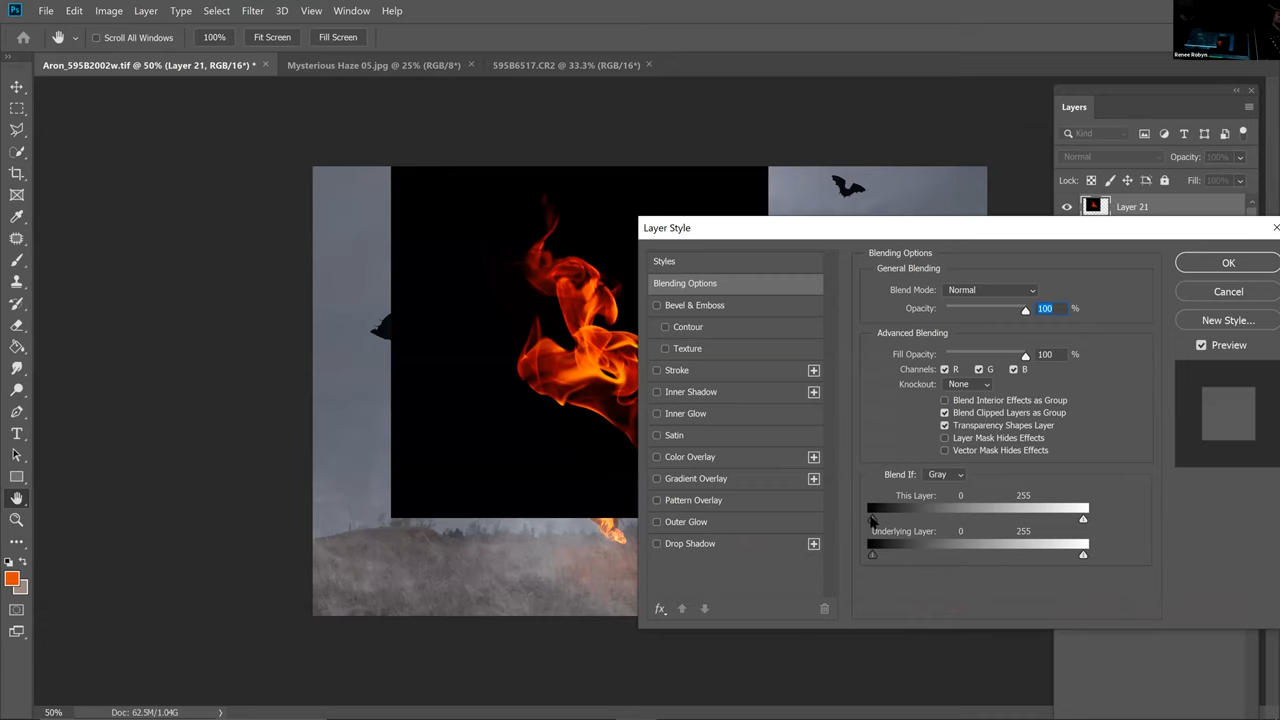 Ps File Edit Image Layer Type Select Filter 3D View Window Help
Renee Robyn
Scroll All Windows 100% Fit Screen Fill Screen
Aron_595B2002w.tif @ 50% (Layer 21, RGB/16*) * × Mysterious Haze 05.jpg @ 25% (RGB/8*) × 595B6517.CR2 @ 33.3% (RGB/16*) ×
Layers
Kind
Normal Opacity: 100%
Lock: Fill: 100%
Layer 21
Layer Style
Styles
Blending Options
Bevel & Emboss
Contour
Texture
Stroke
Inner Shadow
Inner Glow
Satin
Color Overlay
Gradient Overlay
Pattern Overlay
Outer Glow
Drop Shadow
fx
Blending Options
General Blending
Blend Mode: Normal
Opacity: 100 %
Advanced Blending
Fill Opacity: 100 %
Channels: R G B
Knockout: None
Blend Interior Effects as Group
Blend Clipped Layers as Group
Transparency Shapes Layer
Layer Mask Hides Effects
Vector Mask Hides Effects
Blend If: Gray
This Layer: 0 255
Underlying Layer: 0 255
OK
Cancel
New Style...
Preview
50% Doc: 62.5M/1.04G